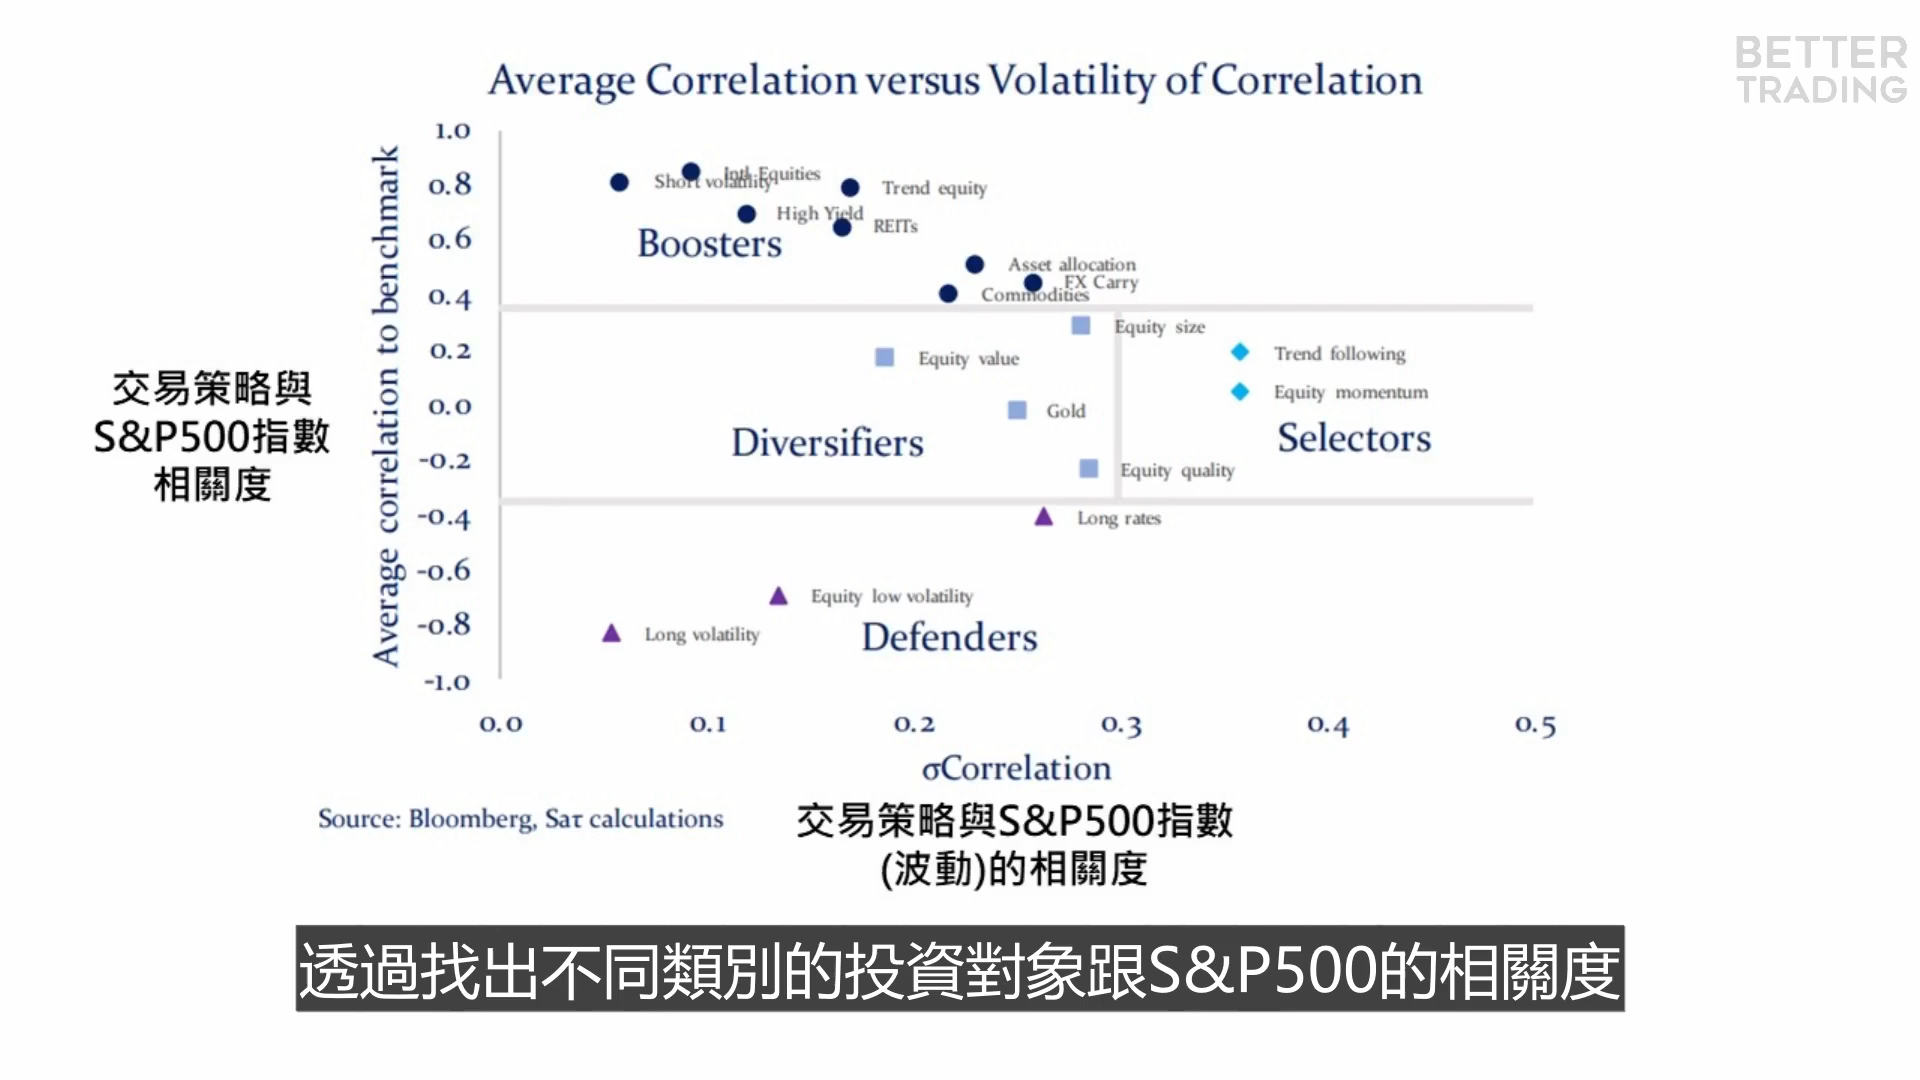 BETTER
TRADING
Average Correlation versus Volatility of Correlation
Average correlation to benchmark
1.0
0.8
0.6
0.4
0.2
0.0
-0.2
-0.4
-0.6
-0.8
-1.0
Intl Equities
Short volatility
Trend equity
High Yield
REITs
Boosters
Asset allocation
FX Carry
Commodities
Equity size
Trend following
Equity value
Equity momentum
Gold
Diversifiers
Selectors
Equity quality
Long rates
Equity low volatility
Long volatility
Defenders
交易策略與
S&P500指數
相關度
0.0 0.1 0.2 0.3 0.4 0.5
σCorrelation
Source: Bloomberg, Saτ calculations
交易策略與S&P500指數
(波動)的相關度
透過找出不同類別的投資對象跟S&P500的相關度